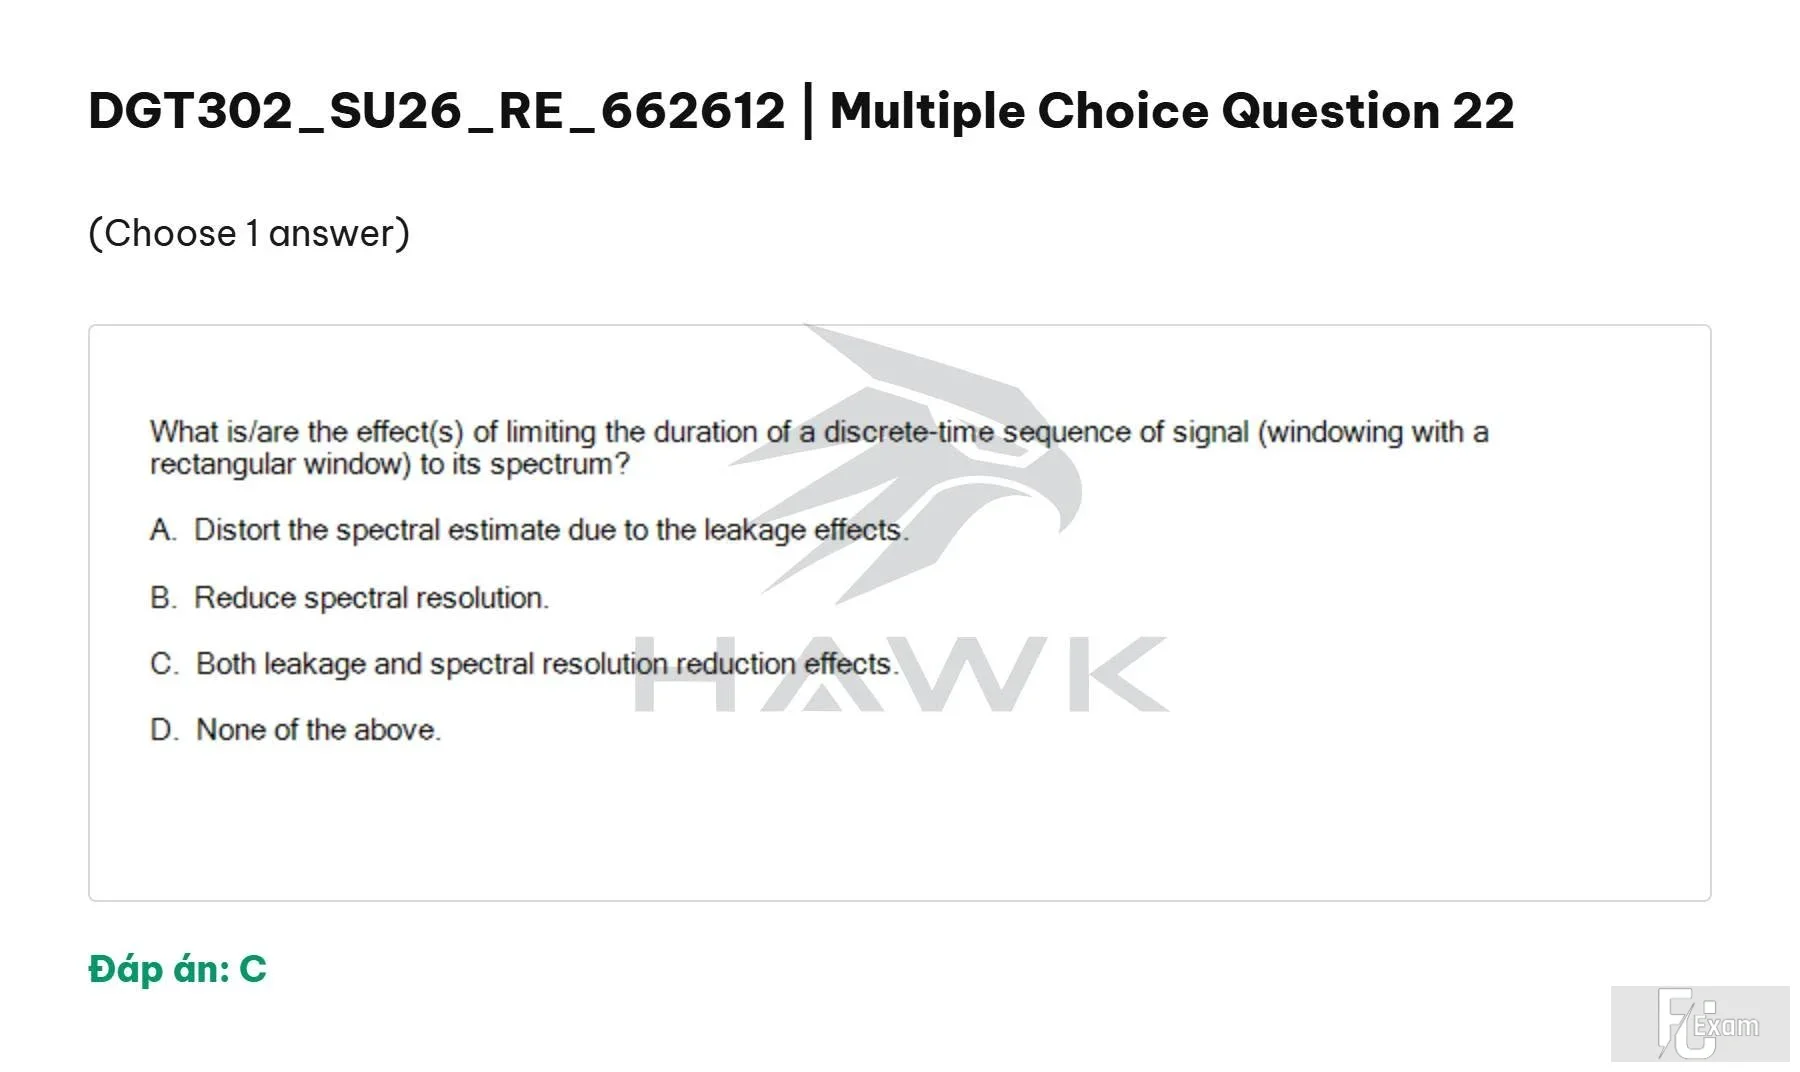 DGT302_SU26_RE_662612 | Multiple Choice Question 22
(Choose 1 answer)
What is/are the effect(s) of limiting the duration of a discrete-time sequence of signal (windowing with a
rectangular window) to its spectrum?
A. Distort the spectral estimate due to the leakage effects.
B. Reduce spectral resolution.
C. Both leakage and spectral resolution reduction effects.
HAWK
D. None of the above.
Đáp án: C
FU Exam